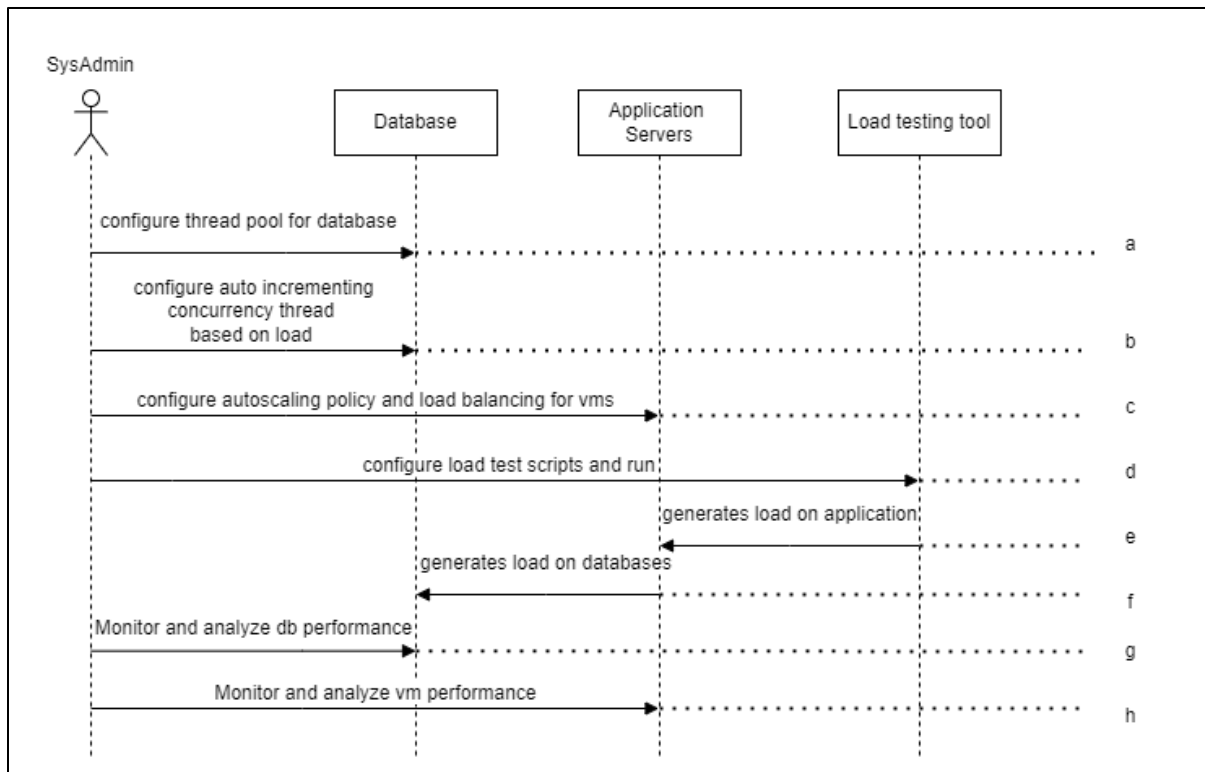 SysAdmin
Database
Application
Servers
Load testing tool
configure thread pool for database
a
configure auto incrementing
concurrency thread
based on load
b
configure autoscaling policy and load balancing for vms
c
configure load test scripts and run
d
generates load on application
e
generates load on databases
f
Monitor and analyze db performance
g
Monitor and analyze vm performance
h